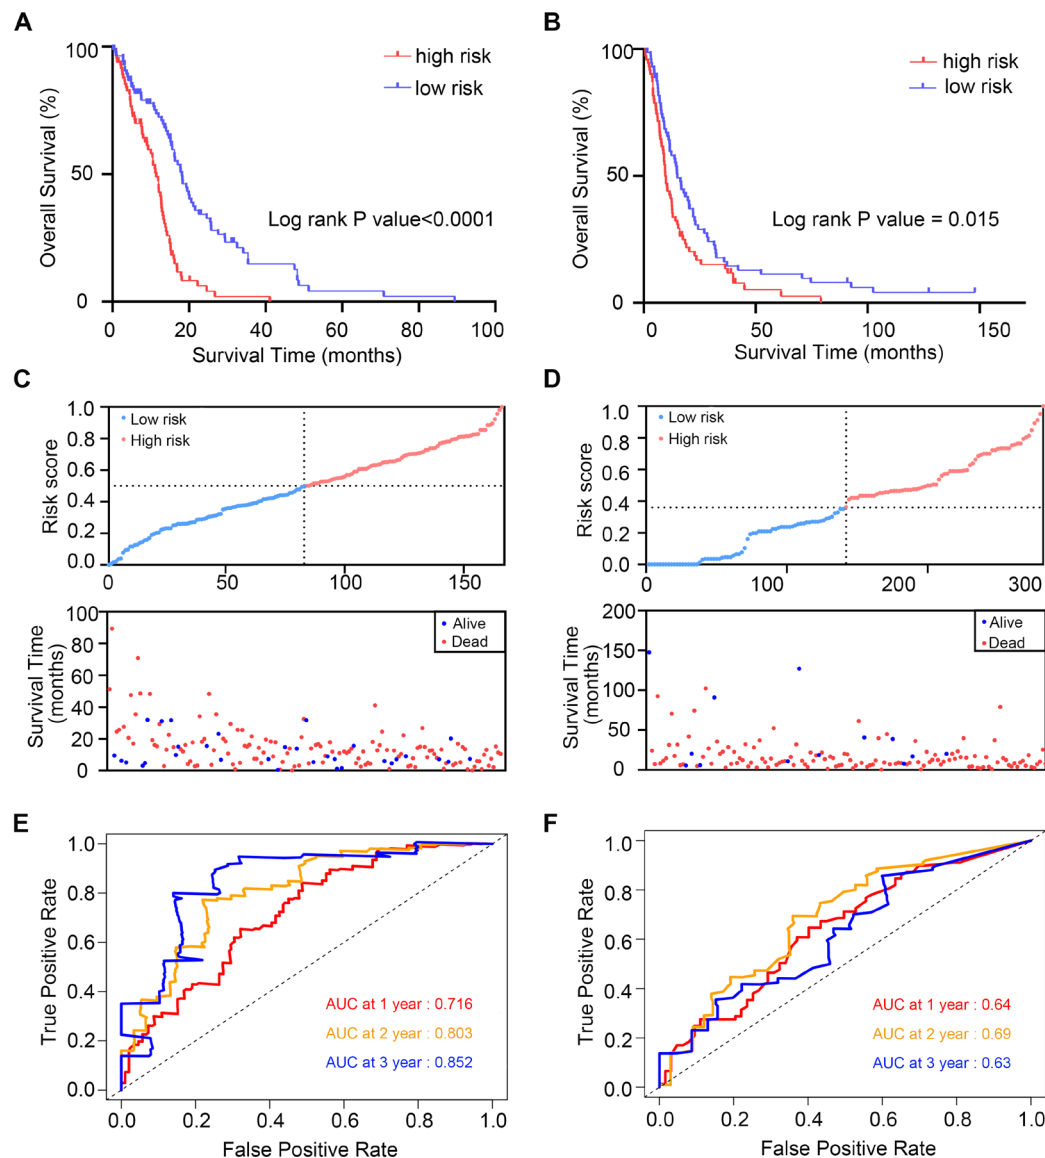 A
100
50
0
Overall Survival (%)
high risk
low risk
Log rank P value<0.0001
0 20 40 60 80 100
Survival Time (months)
B
100
50
0
Overall Survival (%)
high risk
low risk
Log rank P value = 0.015
0 50 100 150
Survival Time (months)
C
1.0
0.8
0.6
0.4
0.2
0.0
Risk score
Low risk
High risk
0 50 100 150
100
80
60
40
20
0
Survival Time
(months)
Alive
Dead
D
1.0
0.8
0.6
0.4
0.2
0.0
Risk score
Low risk
High risk
0 100 200 300
200
150
100
50
0
Survival Time
(months)
Alive
Dead
E
1.0
0.8
0.6
0.4
0.2
0.0
True Positive Rate
AUC at 1 year : 0.716
AUC at 2 year : 0.803
AUC at 3 year : 0.852
0.0 0.2 0.4 0.6 0.8 1.0
False Positive Rate
F
1.0
0.8
0.6
0.4
0.2
0.0
True Positive Rate
AUC at 1 year : 0.64
AUC at 2 year : 0.69
AUC at 3 year : 0.63
0.0 0.2 0.4 0.6 0.8 1.0
False Positive Rate